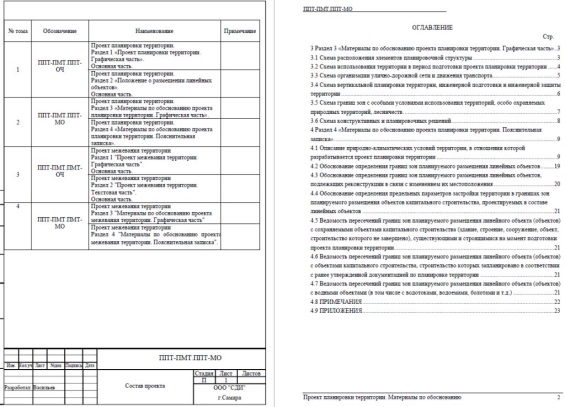 № тома Обозначение Наименование Примечание
1 ППТ-ПМТ.ППТ-ОЧ
Проект планировки территории.
Раздел 1 «Проект планировки территории.
Графическая часть».
Основная часть.
Проект планировки территории.
Раздел 2 «Положение о размещении линейных
объектов».
Основная часть.
2 ППТ-ПМТ.ППТ-МО
Проект планировки территории.
Раздел 3 «Материалы по обоснованию проекта
планировки территории. Графическая часть».
Проект планировки территории.
Раздел 4 «Материалы по обоснованию проекта
планировки территории. Пояснительная
записка».
3 ППТ-ПМТ.ПМТ-ОЧ
Проект межевания территории
Раздел 1 "Проект межевания территории.
Графическая часть"
Основная часть.
Проект межевания территории
Раздел 2 "Проект межевания территории.
Текстовая часть".
Основная часть.
4 ППТ-ПМТ.ПМТ-МО
Проект межевания территории
Раздел 3 "Материалы по обоснованию проекта
межевания территории. Графическая часть"
Проект межевания территории
Раздел 4 "Материалы по обоснованию проекта
межевания территории. Пояснительная записка".
ППТ-ПМТ.ППТ-МО
Изм Кол.уч Лист №док. Подпись Дата
Разработал Васильев
Состав проекта
Стадия Лист Листов
П 1
ООО "СДИ"
г.Самара
ППТ-ПМТ.ППТ-МО
ОГЛАВЛЕНИЕ
Стр.
3 Раздел 3 «Материалы по обоснованию проекта планировки территории. Графическая часть» .3
3.1 Схема расположения элементов планировочной структуры 3
3.2 Схема использования территории в период подготовки проекта планировки территории 4
3.3 Схема организации улично-дорожной сети и движения транспорта 5
3.4 Схема вертикальной планировки территории, инженерной подготовки и инженерной защиты
территории 6
3.5 Схема границ зон с особыми условиями использования территорий, особо охраняемых
природных территорий, лесничеств 7
3.6 Схема конструктивных и планировочных решений 8
4 Раздел 4 «Материалы по обоснованию проекта планировки территории. Пояснительная
записка» 9
4.1 Описание природно-климатических условий территории, в отношении которой
разрабатывается проект планировки территории 9
4.2 Обоснование определения границ зон планируемого размещения линейных объектов 19
4.3 Обоснование определения границ зон планируемого размещения линейных объектов,
подлежащих реконструкции в связи с изменением их местоположения 20
4.4 Обоснование определения предельных параметров застройки территории в границах зон
планируемого размещения объектов капитального строительства, проектируемых в составе
линейных объектов 21
4.5 Ведомость пересечений границ зон планируемого размещения линейного объекта (объектов)
с сохраняемыми объектами капитального строительства (здание, строение, сооружение, объект,
строительство которого не завершено), существующими и строящимися на момент подготовки
проекта планировки территории 21
4.6 Ведомость пересечений границ зон планируемого размещения линейного объекта (объектов)
с объектами капитального строительства, строительство которых запланировано в соответствии
с ранее утвержденной документацией по планировке территории 21
4.7 Ведомость пересечений границ зон планируемого размещения линейного объекта (объектов)
с водными объектами (в том числе с водотоками, водоемами, болотами и т.д.) 21
4.8 ПРИМЕЧАНИЯ 22
4.9 ПРИЛОЖЕНИЯ 23
Проект планировки территории. Материалы по обоснованию 2